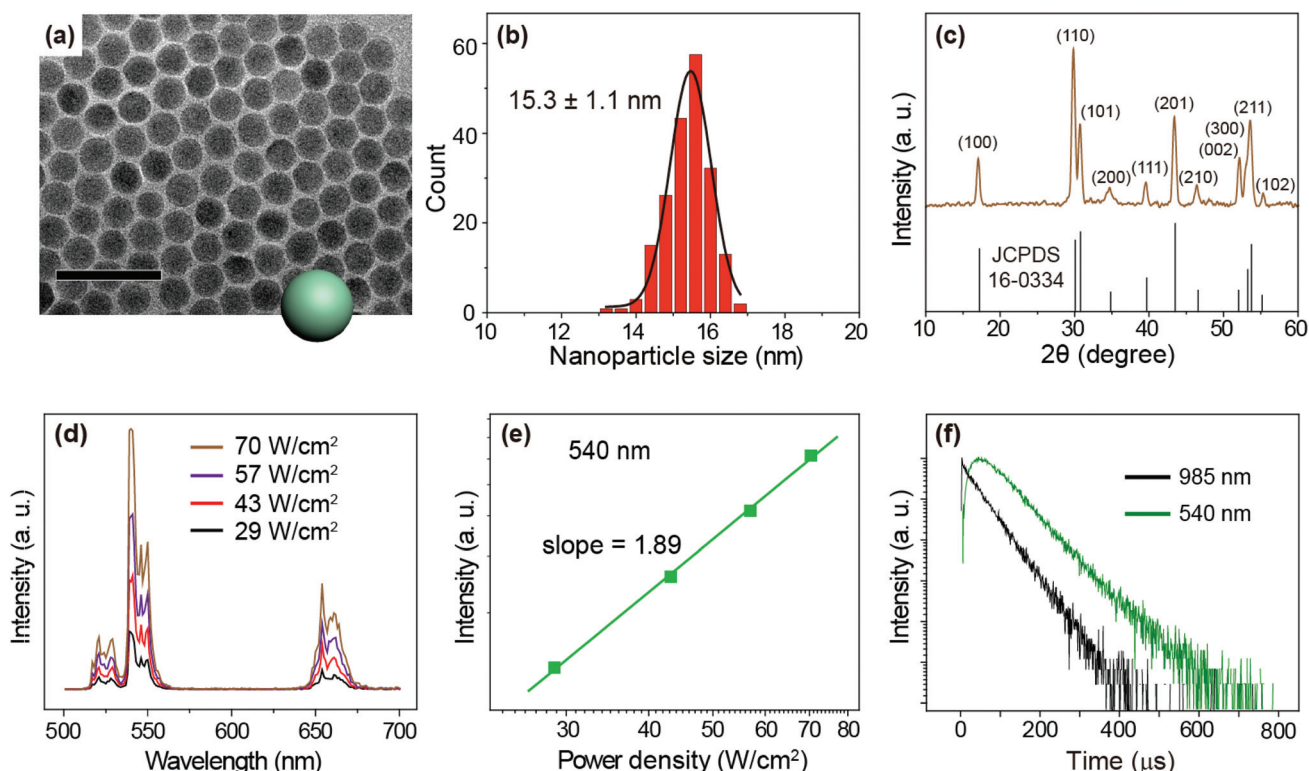 (a)
(b)
15.3 ± 1.1 nm
Count
60
40
20
0
10
12
14
16
18
20
Nanoparticle size (nm)
(c)
(100)
(110)
(101)
(200)
(111)
(201)
(210)
(300)
(002)
(211)
(102)
JCPDS
16-0334
Intensity (a. u.)
10
20
30
40
50
60
2θ (degree)
(d)
70 W/cm²
57 W/cm²
43 W/cm²
29 W/cm²
Intensity (a. u.)
500
550
600
650
700
Wavelength (nm)
(e)
540 nm
slope = 1.89
Intensity (a. u.)
30
50
70
80
Power density (W/cm²)
(f)
985 nm
540 nm
Intensity (a. u.)
0
200
400
600
800
Time (µs)